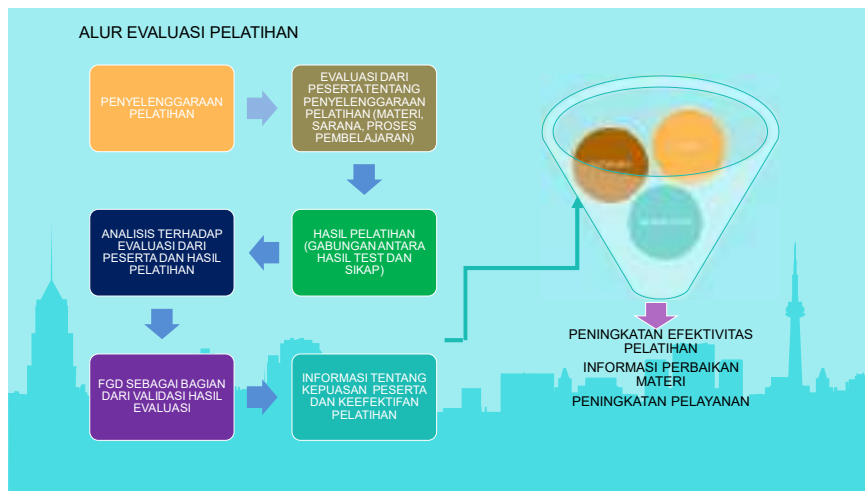 ALUR EVALUASI PELATIHAN
PENYELENGGARAAN
PELATIHAN
EVALUASI DARI
PESERTA TENTANG
PENYELENGGARAAN
PELATIHAN (MATERI,
SARANA, PROSES
PEMBELAJARAN)
HASIL PELATIHAN
(GABUNGAN ANTARA
HASIL TEST DAN
SIKAP)
ANALISIS TERHADAP
EVALUASI DARI
PESERTA DAN HASIL
PELATIHAN
FGD SEBAGAI BAGIAN
DARI VALIDASI HASIL
EVALUASI
INFORMASI TENTANG
KEPUASAN PESERTA
DAN KEEFEKTIFAN
PELATIHAN
PENINGKATAN EFEKTIVITAS
PELATIHAN
INFORMASI PERBAIKAN
MATERI
PENINGKATAN PELAYANAN